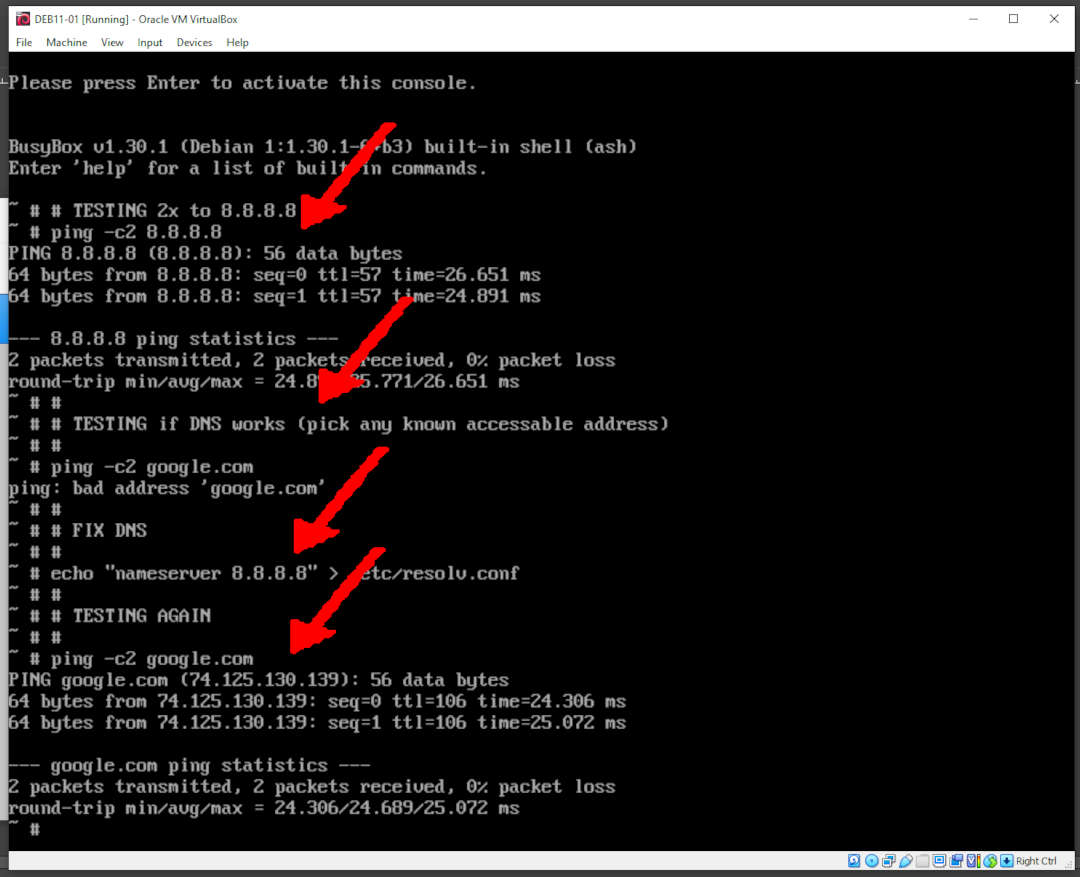 DEB11-01 [Running] - Oracle VM VirtualBox
File Machine View Input Devices Help
Please press Enter to activate this console.
BusyBox v1.30.1 (Debian 1:1.30.1-6+b3) built-in shell (ash)
Enter 'help' for a list of built-in commands.
~ # # TESTING 2x to 8.8.8.8
~ # ping -c2 8.8.8.8
PING 8.8.8.8 (8.8.8.8): 56 data bytes
64 bytes from 8.8.8.8: seq=0 ttl=57 time=26.651 ms
64 bytes from 8.8.8.8: seq=1 ttl=57 time=24.891 ms
--- 8.8.8.8 ping statistics ---
2 packets transmitted, 2 packets received, 0% packet loss
round-trip min/avg/max = 24.891/25.771/26.651 ms
~ # #
~ # # TESTING if DNS works (pick any known accessable address)
~ # #
~ # ping -c2 google.com
ping: bad address 'google.com'
~ # #
~ # # FIX DNS
~ # #
~ # echo "nameserver 8.8.8.8" > /etc/resolv.conf
~ # #
~ # # TESTING AGAIN
~ # #
~ # ping -c2 google.com
PING google.com (74.125.130.139): 56 data bytes
64 bytes from 74.125.130.139: seq=0 ttl=106 time=24.306 ms
64 bytes from 74.125.130.139: seq=1 ttl=106 time=25.072 ms
--- google.com ping statistics ---
2 packets transmitted, 2 packets received, 0% packet loss
round-trip min/avg/max = 24.306/24.689/25.072 ms
~ #
Right Ctrl